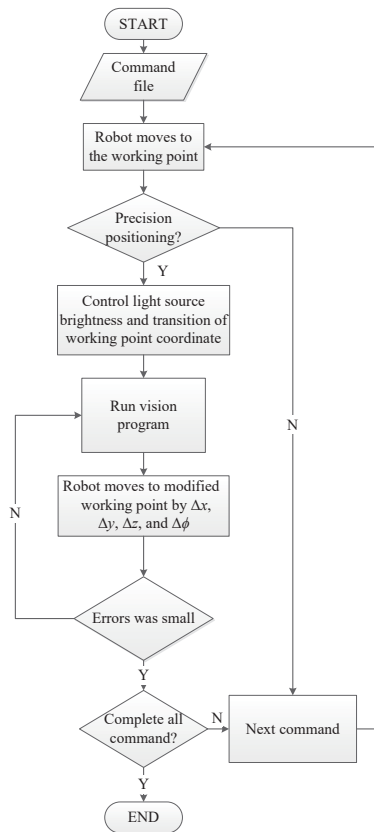 START
Command
file
Robot moves to
the working point
Precision
positioning?
Y
Control light source
brightness and transition of
working point coordinate
N
Run vision
program
N
Robot moves to modified
working point by Δx,
Δy, Δz, and Δϕ
Errors was small
Y
Complete all
command?
N
Next command
Y
END